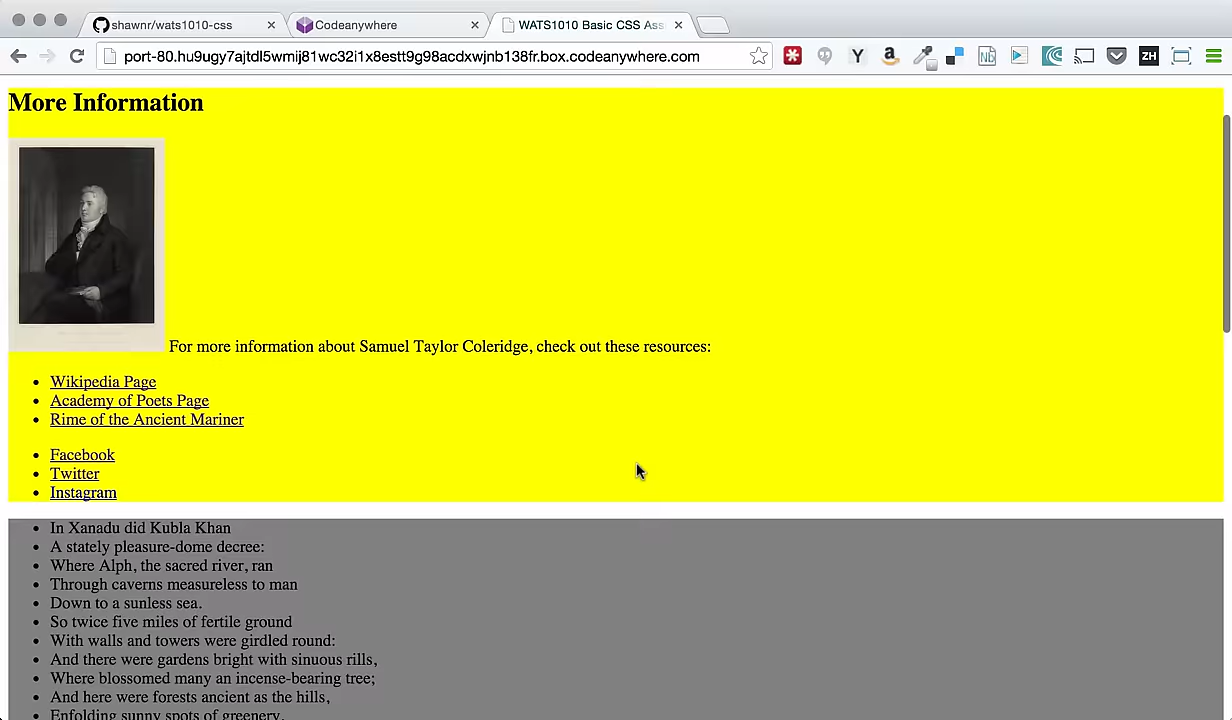 shawnr/wats1010-css
Codeanywhere
WATS1010 Basic CSS Ass
port-80.hu9ugy7ajtdl5wmij81wc32i1x8estt9g98acdxwjnb138fr.box.codeanywhere.com
More Information
For more information about Samuel Taylor Coleridge, check out these resources:
Wikipedia Page
Academy of Poets Page
Rime of the Ancient Mariner
Facebook
Twitter
Instagram
In Xanadu did Kubla Khan
A stately pleasure-dome decree:
Where Alph, the sacred river, ran
Through caverns measureless to man
Down to a sunless sea.
So twice five miles of fertile ground
With walls and towers were girdled round:
And there were gardens bright with sinuous rills,
Where blossomed many an incense-bearing tree;
And here were forests ancient as the hills,
Enfolding sunny spots of greenery.